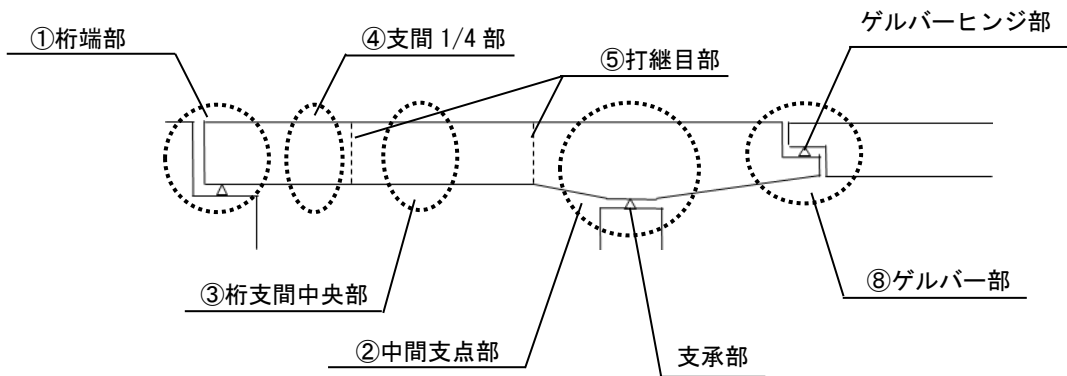 ゲルバーヒンジ部
①桁端部
④支間 1/4 部
⑤打継目部
③桁支間中央部
⑧ゲルバー部
②中間支点部
支承部